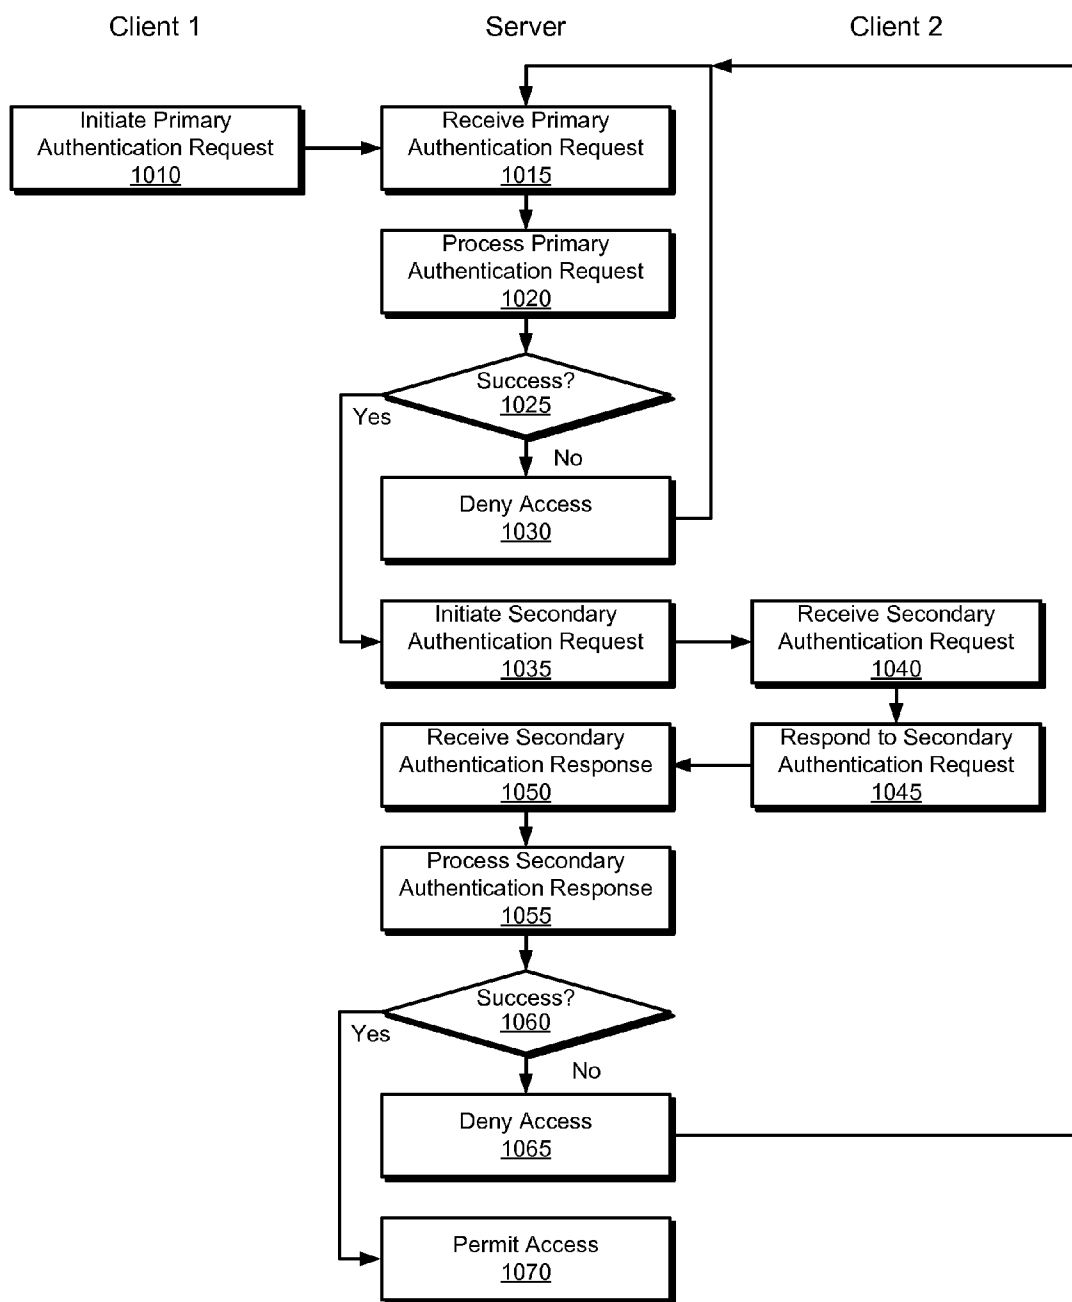 Client 1
Server
Client 2
Initiate Primary
Authentication Request
1010
Receive Primary
Authentication Request
1015
Process Primary
Authentication Request
1020
Success?
1025
Yes
No
Deny Access
1030
Initiate Secondary
Authentication Request
1035
Receive Secondary
Authentication Request
1040
Respond to Secondary
Authentication Request
1045
Receive Secondary
Authentication Response
1050
Process Secondary
Authentication Response
1055
Success?
1060
Yes
No
Deny Access
1065
Permit Access
1070